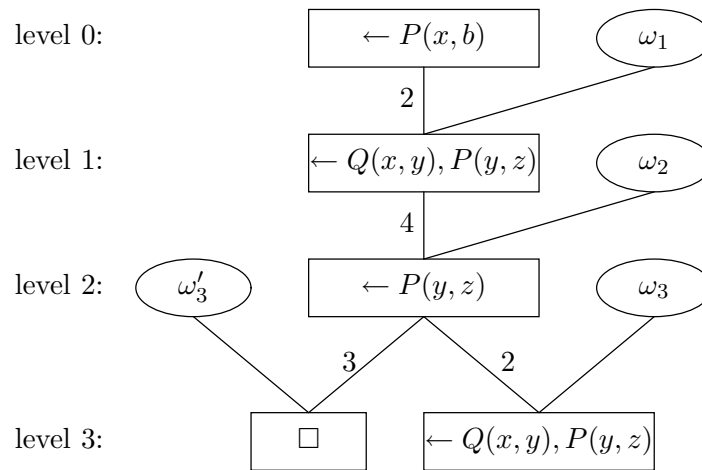 level 0: ← P(x, b) ω₁
2
level 1: ← Q(x, y), P(y, z) ω₂
4
level 2: ω′₃ ← P(y, z) ω₃
3 2
level 3: □ ← Q(x, y), P(y, z)